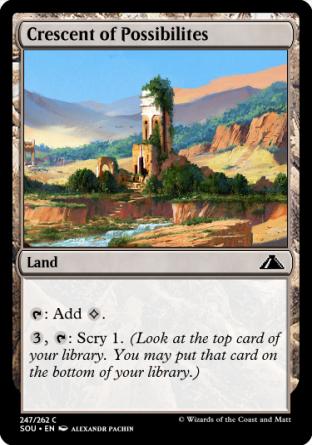 Crescent of Possibilites
Land
: Add .
3, : Scry 1. (Look at the top card of
your library. You may put that card on
the bottom of your library.)
247/262 C
SOU • EN ALEXANDR PACHIN
© Wizards of the Coast and Matt